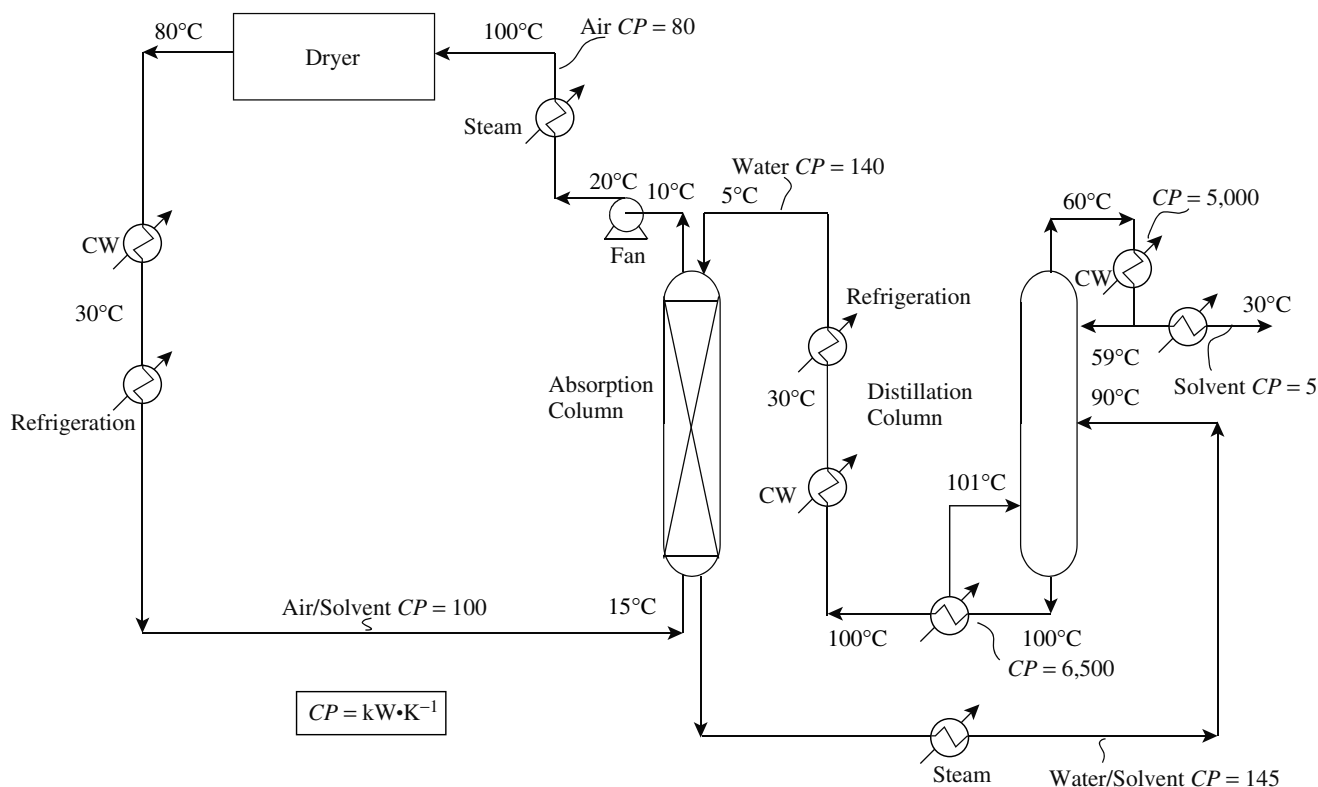 80°C
Dryer
100°C
Air CP = 80
Steam
20°C
10°C
Fan
5°C
Water CP = 140
60°C
CP = 5,000
CW
30°C
59°C
Solvent CP = 5
90°C
CW
30°C
Refrigeration
Refrigeration
30°C
CW
Absorption
Column
Distillation
Column
101°C
100°C
100°C
CP = 6,500
Air/Solvent CP = 100
15°C
CP = kW•K⁻¹
Steam
Water/Solvent CP = 145